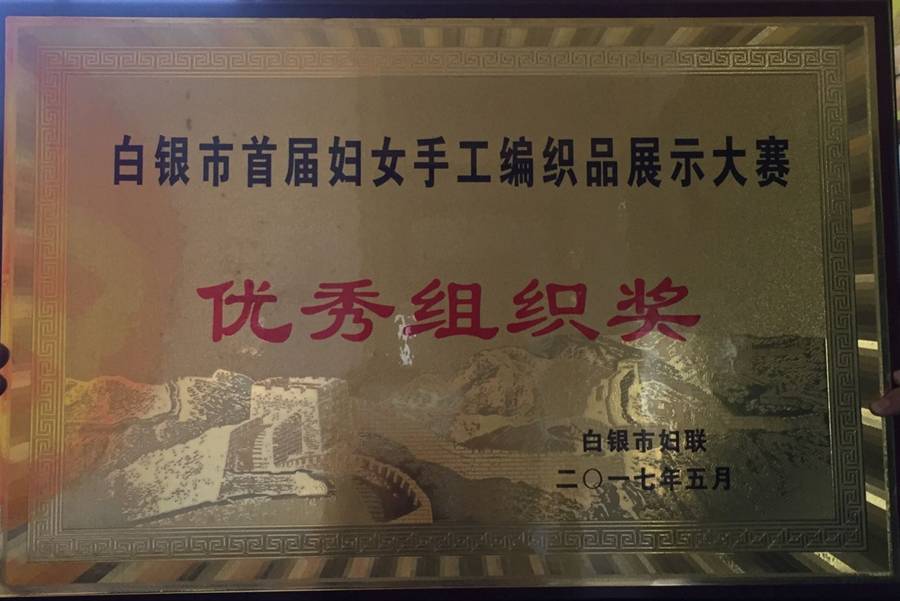 白银市首届妇女手工编织品展示大赛
优秀组织奖
白银市妇联
二〇一七年五月